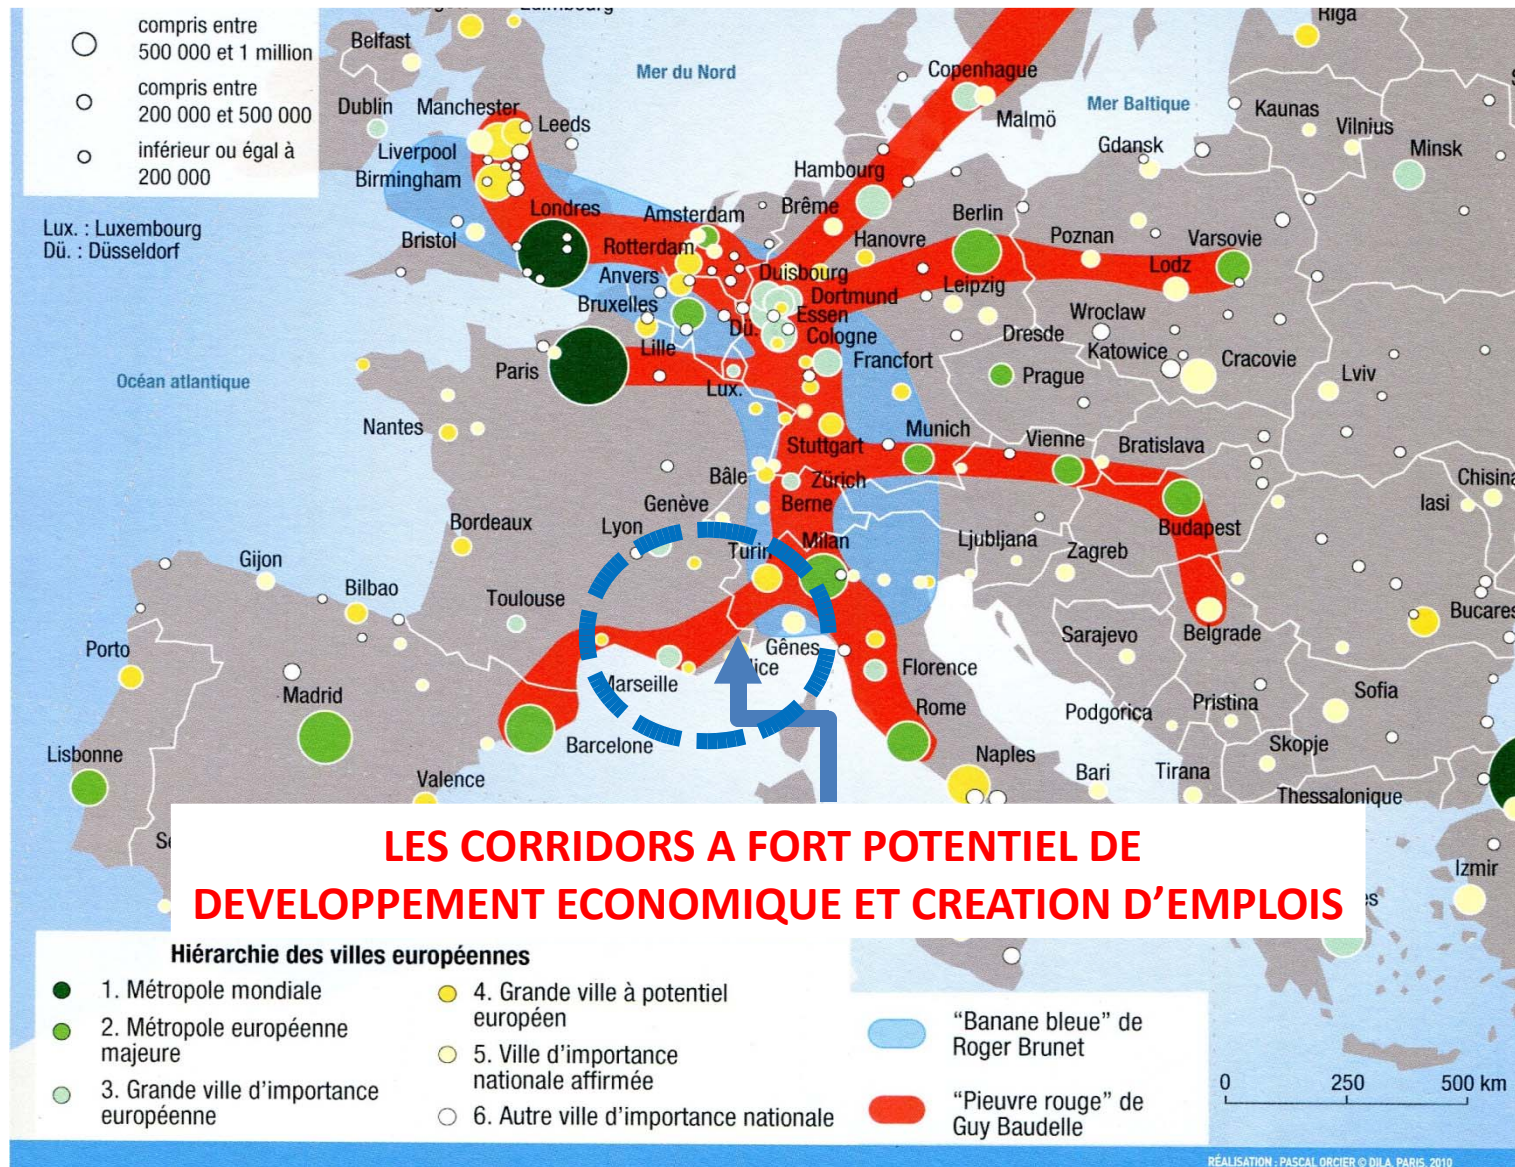 compris entre
500 000 et 1 million
compris entre
200 000 et 500 000
inférieur ou égal à
200 000
Lux. : Luxembourg
Dü. : Düsseldorf
Mer du Nord
Mer Baltique
Océan atlantique
Belfast
Riga
Copenhague
Malmö
Kaunas
Vilnius
Minsk
Dublin
Manchester
Leeds
Liverpool
Birmingham
Gdansk
Hambourg
Londres
Amsterdam
Brême
Berlin
Bristol
Rotterdam
Hanovre
Poznan
Varsovie
Anvers
Duisbourg
Lodz
Bruxelles
Dortmund
Leipzig
Essen
Wroclaw
Dü.
Cologne
Dresde
Lille
Francfort
Katowice
Cracovie
Paris
Lux.
Prague
Lviv
Nantes
Stuttgart
Munich
Vienne
Bratislava
Bâle
Zürich
Chisina
Genève
Berne
Iasi
Bordeaux
Lyon
Budapest
Turin
Milan
Ljubljana
Zagreb
Gijon
Bilbao
Toulouse
Bucares
Porto
Gênes
Sarajevo
Belgrade
Marseille
lice
Florence
Madrid
Rome
Podgorica
Pristina
Sofia
Lisbonne
Barcelone
Skopje
Valence
Naples
Bari
Tirana
Thessalonique
Se
LES CORRIDORS A FORT POTENTIEL DE
DEVELOPPEMENT ECONOMIQUE ET CREATION D’EMPLOIS
Izmir
es
Hiérarchie des villes européennes
1. Métropole mondiale
2. Métropole européenne
majeure
3. Grande ville d'importance
européenne
4. Grande ville à potentiel
européen
5. Ville d'importance
nationale affirmée
6. Autre ville d'importance nationale
"Banane bleue" de
Roger Brunet
"Pieuvre rouge" de
Guy Baudelle
0 250 500 km
RÉALISATION : PASCAL ORCIER © DILA, PARIS, 2010